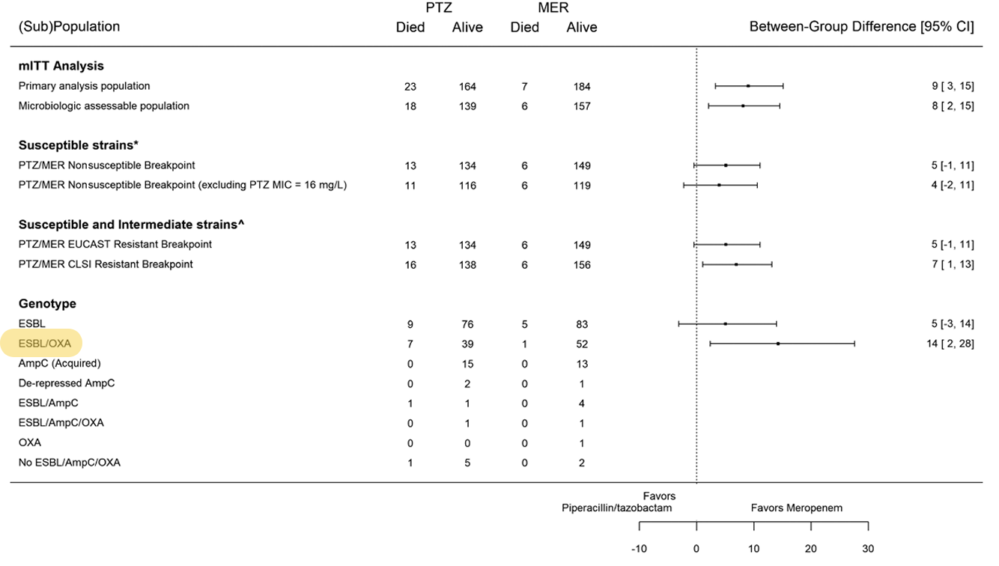 PTZ MER
(Sub)Population Died Alive Died Alive Between-Group Difference [95% CI]
mITT Analysis
Primary analysis population 23 164 7 184 9 [ 3, 15]
Microbiologic assessable population 18 139 6 157 8 [ 2, 15]
Susceptible strains*
PTZ/MER Nonsusceptible Breakpoint 13 134 6 149 5 [-1, 11]
PTZ/MER Nonsusceptible Breakpoint (excluding PTZ MIC = 16 mg/L) 11 116 6 119 4 [-2, 11]
Susceptible and Intermediate strains^
PTZ/MER EUCAST Resistant Breakpoint 13 134 6 149 5 [-1, 11]
PTZ/MER CLSI Resistant Breakpoint 16 138 6 156 7 [ 1, 13]
Genotype
ESBL 9 76 5 83 5 [-3, 14]
ESBL/OXA 7 39 1 52 14 [ 2, 28]
AmpC (Acquired) 0 15 0 13
De-repressed AmpC 0 2 0 1
ESBL/AmpC 1 1 0 4
ESBL/AmpC/OXA 0 1 0 1
OXA 0 0 0 1
No ESBL/AmpC/OXA 1 5 0 2
Favors
Piperacillin/tazobactam Favors Meropenem
-10 0 10 20 30